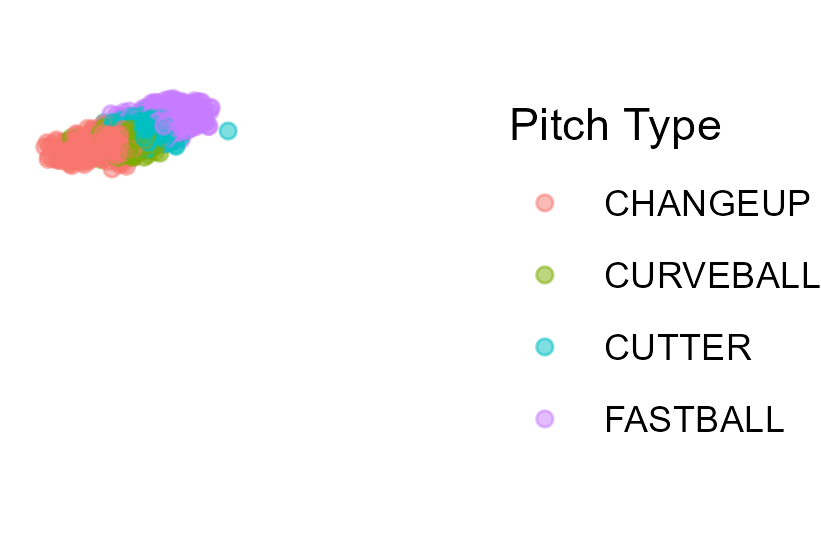 Pitch Type
CHANGEUP
CURVEBALL
CUTTER
FASTBALL